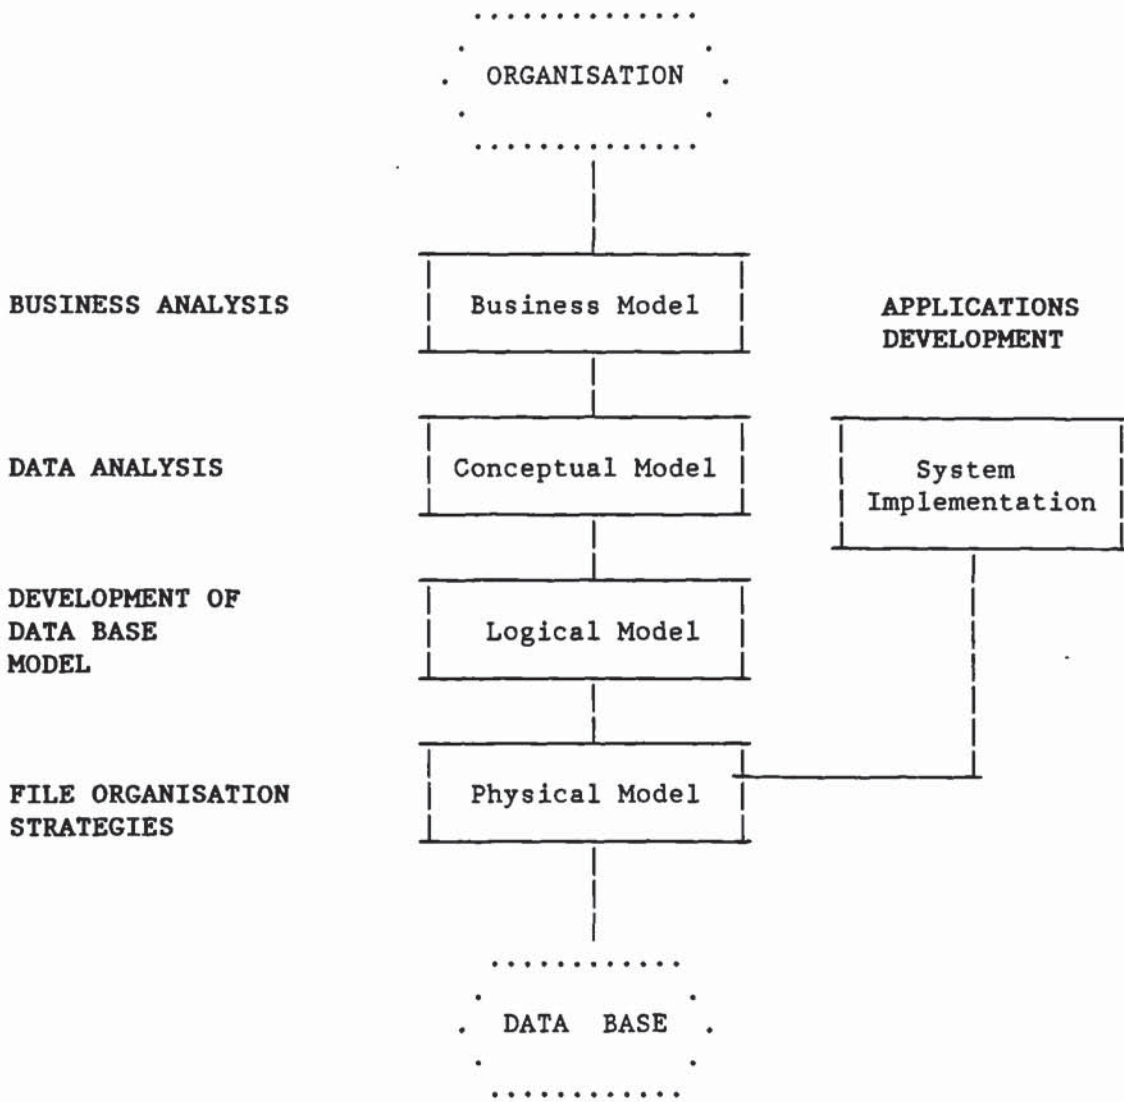 ORGANISATION
BUSINESS ANALYSIS
Business Model
APPLICATIONS
DEVELOPMENT
DATA ANALYSIS
Conceptual Model
System
Implementation
DEVELOPMENT OF
DATA BASE
MODEL
Logical Model
FILE ORGANISATION
STRATEGIES
Physical Model
DATA BASE